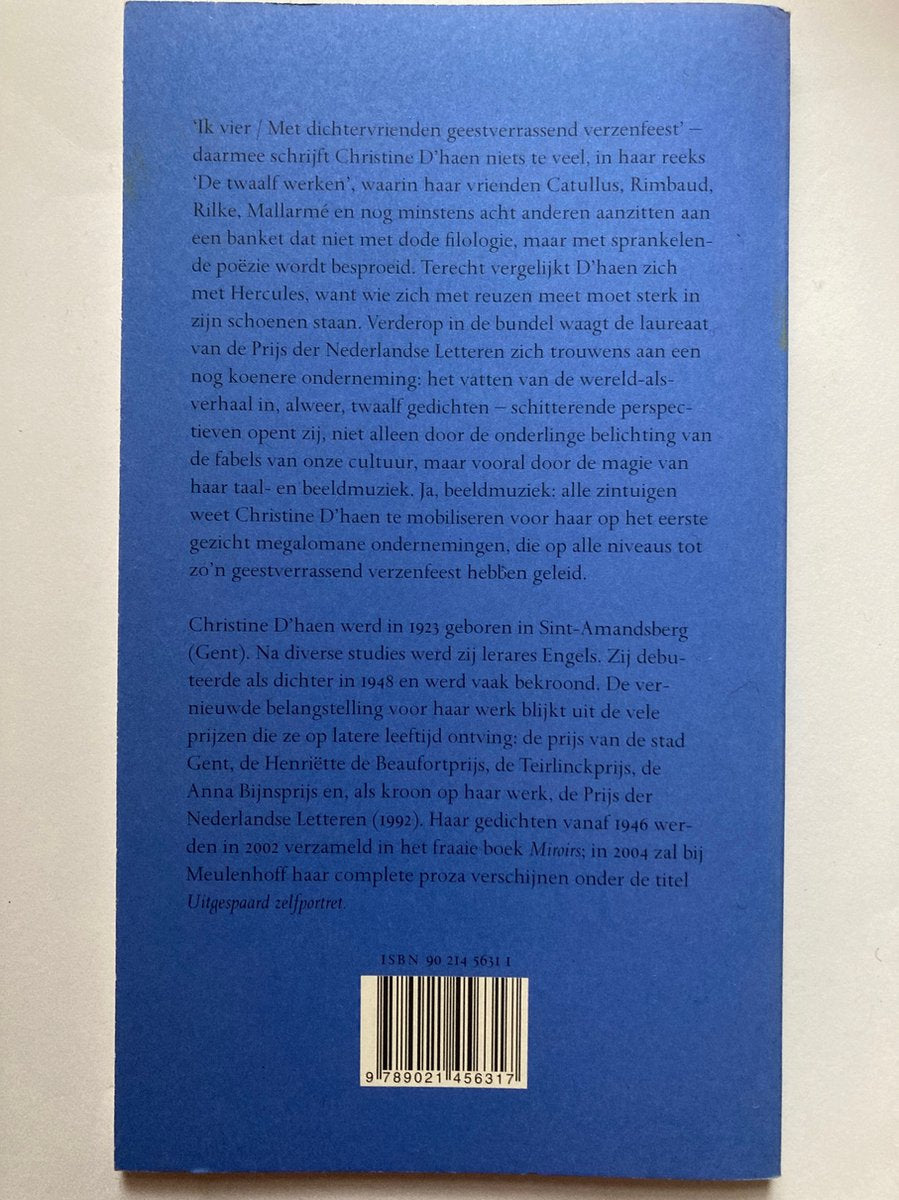 ‘Ik vier / Met dichtervrienden geestverrassend verzenfeest’ –
daarmee schrijft Christine D’haen niets te veel, in haar reeks
‘De twaalf werken’, waarin haar vrienden Catullus, Rimbaud,
Rilke, Mallarmé en nog minstens acht anderen aanzitten aan
een banket dat niet met dode filologie, maar met sprankelen-
de poëzie wordt besproeid. Terecht vergelijkt D’haen zich
met Hercules, want wie zich met reuzen meet moet sterk in
zijn schoenen staan. Verderop in de bundel waagt de laureaat
van de Prijs der Nederlandse Letteren zich trouwens aan een
nog koenere onderneming: het vatten van de wereld-als-
verhaal in, alweer, twaalf gedichten – schitterende perspec-
tieven opent zij, niet alleen door de onderlinge belichting van
de fabels van onze cultuur, maar vooral door de magie van
haar taal- en beeldmuziek. Ja, beeldmuziek: alle zintuigen
weet Christine D’haen te mobiliseren voor haar op het eerste
gezicht megalomane ondernemingen, die op alle niveaus tot
zo’n geestverrassend verzenfeest hebben geleid.
Christine D’haen werd in 1923 geboren in Sint-Amandsberg
(Gent). Na diverse studies werd zij lerares Engels. Zij debu-
teerde als dichter in 1948 en werd vaak bekroond. De ver-
nieuwde belangstelling voor haar werk blijkt uit de vele
prijzen die ze op latere leeftijd ontving: de prijs van de stad
Gent, de Henriëtte de Beaufortprijs, de Teirlinckprijs, de
Anna Bijnsprijs en, als kroon op haar werk, de Prijs der
Nederlandse Letteren (1992). Haar gedichten vanaf 1946 wer-
den in 2002 verzameld in het fraaie boek Miroirs; in 2004 zal bij
Meulenhoff haar complete proza verschijnen onder de titel
Uitgespaard zelfportret.
ISBN 90 214 5631 1
9 789021 456317